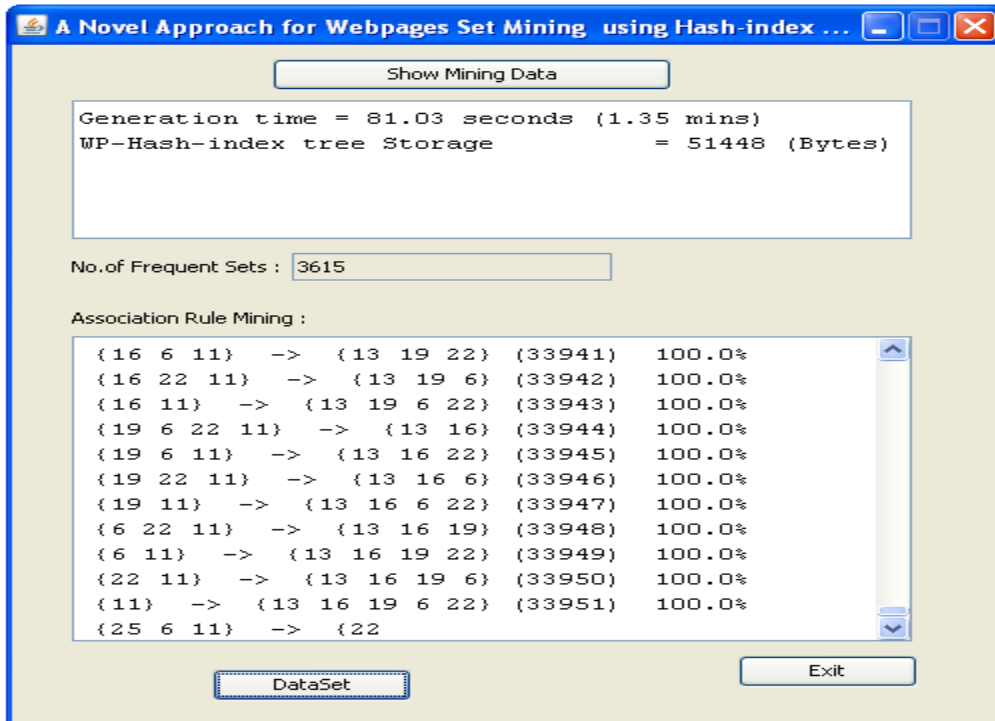 A Novel Approach for Webpages Set Mining using Hash-index ...
Show Mining Data
Generation time = 81.03 seconds (1.35 mins)
WP-Hash-index tree Storage = 51448 (Bytes)
No.of Frequent Sets : 3615
Association Rule Mining :
{16 6 11} -> {13 19 22} (33941) 100.0%
{16 22 11} -> {13 19 6} (33942) 100.0%
{16 11} -> {13 19 6 22} (33943) 100.0%
{19 6 22 11} -> {13 16} (33944) 100.0%
{19 6 11} -> {13 16 22} (33945) 100.0%
{19 22 11} -> {13 16 6} (33946) 100.0%
{19 11} -> {13 16 6 22} (33947) 100.0%
{6 22 11} -> {13 16 19} (33948) 100.0%
{6 11} -> {13 16 19 22} (33949) 100.0%
{22 11} -> {13 16 19 6} (33950) 100.0%
{11} -> {13 16 19 6 22} (33951) 100.0%
{25 6 11} -> {22
DataSet
Exit